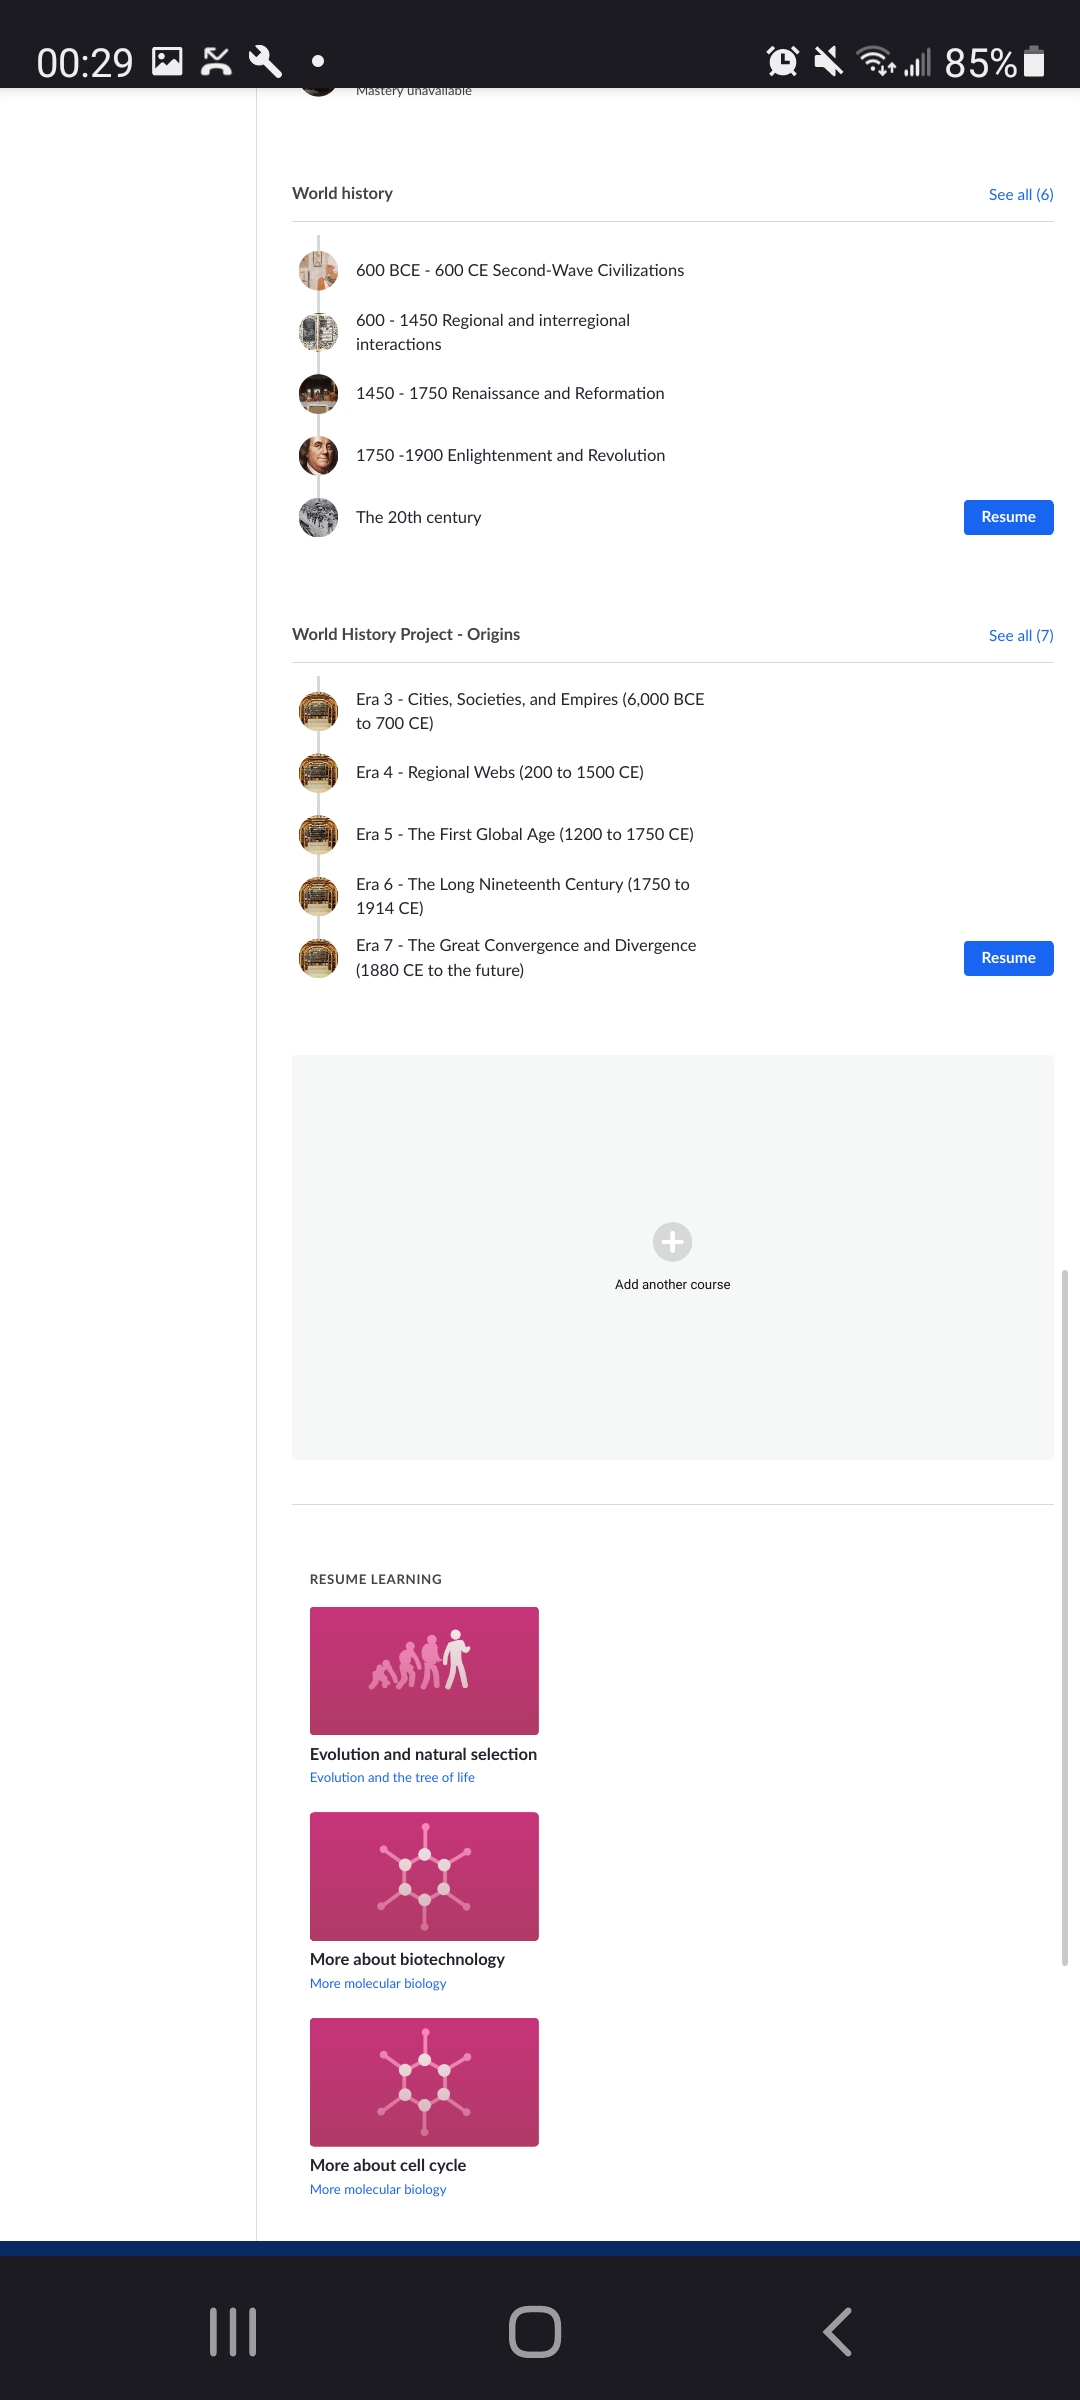 00:29
85%
Mastery unavailable
World history
See all (6)
600 BCE - 600 CE Second-Wave Civilizations
600 - 1450 Regional and interregional
interactions
1450 - 1750 Renaissance and Reformation
1750 -1900 Enlightenment and Revolution
The 20th century
Resume
World History Project - Origins
See all (7)
Era 3 - Cities, Societies, and Empires (6,000 BCE
to 700 CE)
Era 4 - Regional Webs (200 to 1500 CE)
Era 5 - The First Global Age (1200 to 1750 CE)
Era 6 - The Long Nineteenth Century (1750 to
1914 CE)
Era 7 - The Great Convergence and Divergence
(1880 CE to the future)
Resume
Add another course
RESUME LEARNING
Evolution and natural selection
Evolution and the tree of life
More about biotechnology
More molecular biology
More about cell cycle
More molecular biology